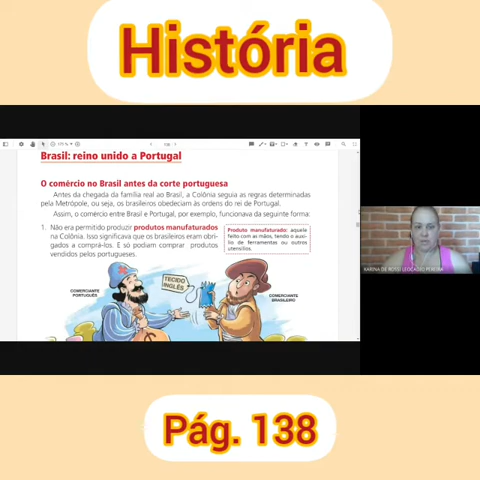 História
Brasil: reino unido a Portugal
O comércio no Brasil antes da corte portuguesa
Antes da chegada da família real ao Brasil, a Colônia seguia as regras determinadas
pela Metrópole, ou seja, os brasileiros obedeciam às ordens do rei de Portugal.
Assim, o comércio entre Brasil e Portugal, por exemplo, funcionava da seguinte forma:
1. Não era permitido produzir produtos manufaturados
na Colônia. Isso significava que os brasileiros eram obri-
gados a comprá-los. E só podiam comprar produtos
vendidos pelos portugueses.
Produto manufaturado: aquele
feito com as mãos, tendo o auxí-
lio de ferramentas ou outros
utensílios.
COMERCIANTE
PORTUGUÊS
TECIDO
INGLÊS
COMERCIANTE
BRASILEIRO
Pág. 138